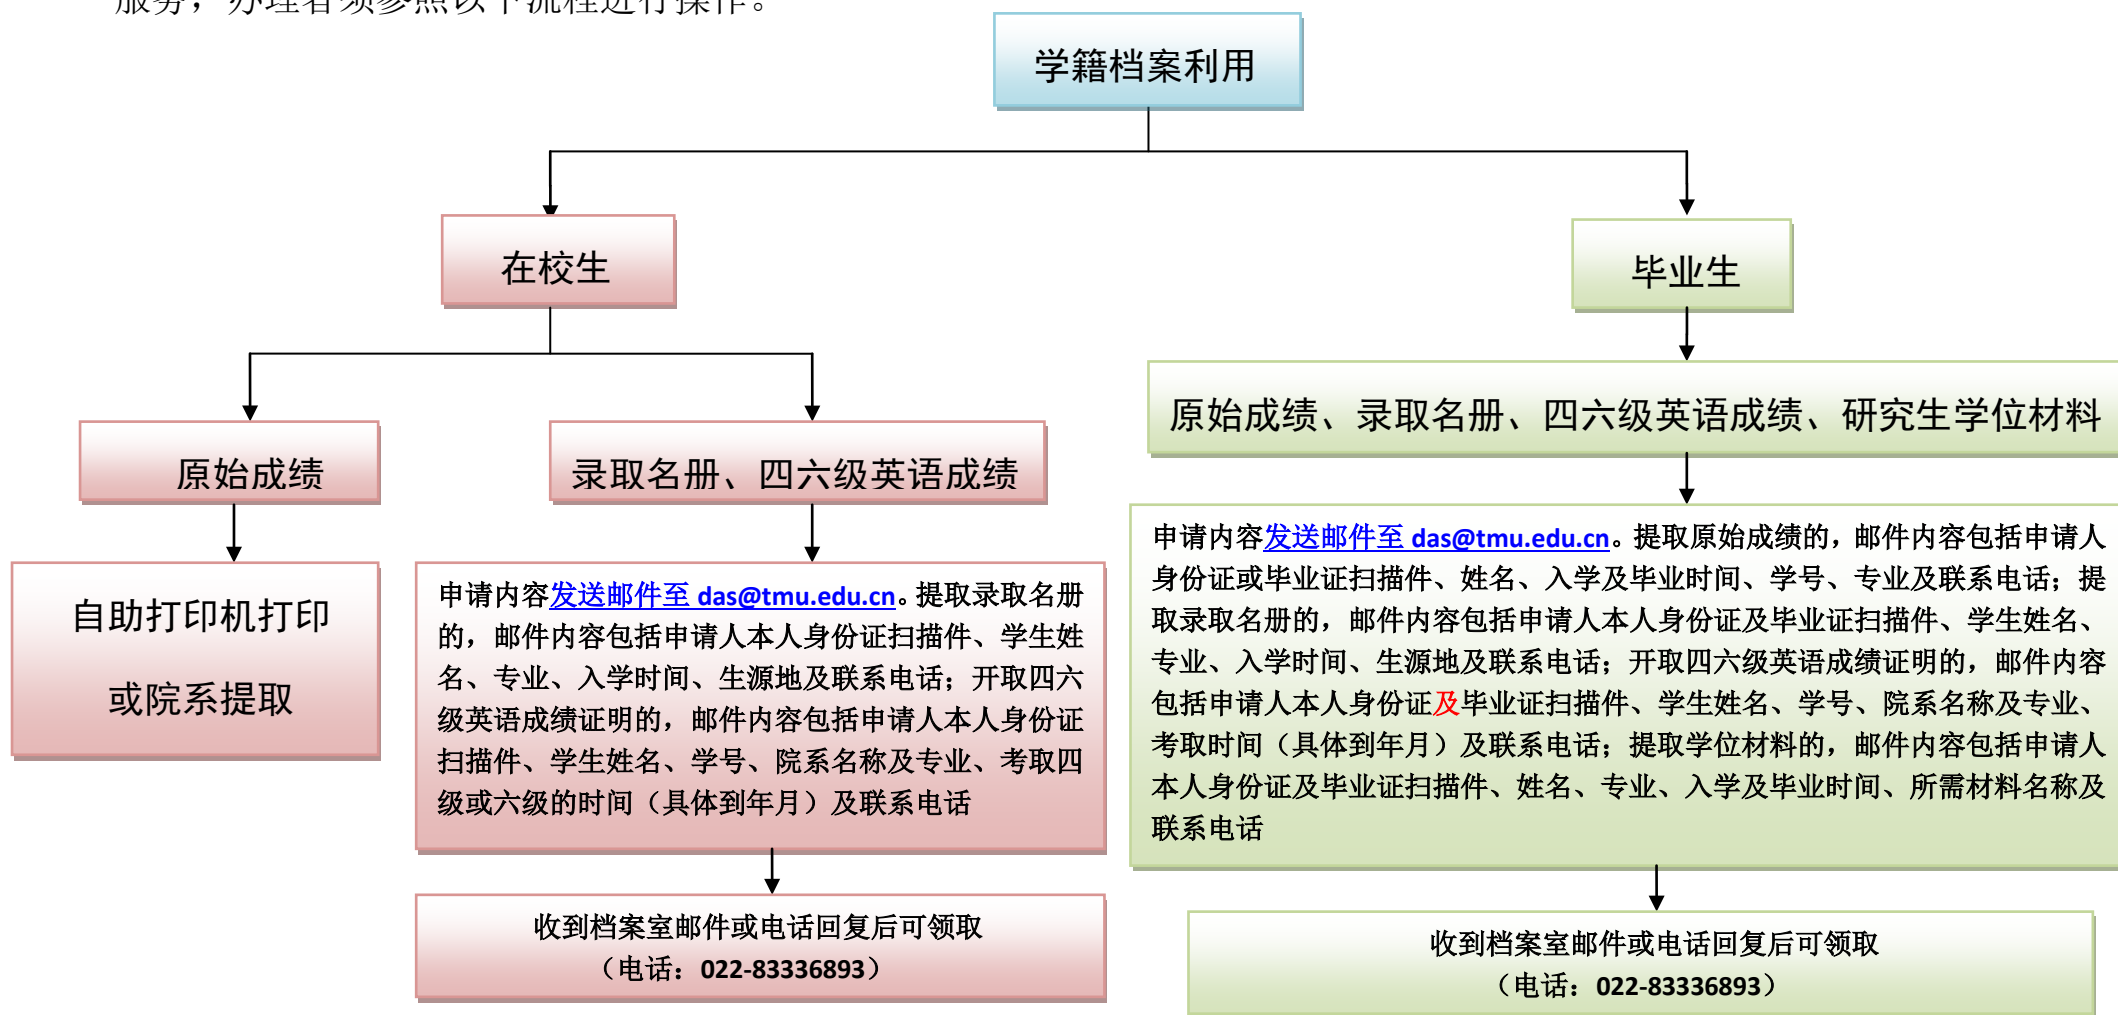 服务，办理者须参照以下流程进行操作。
学籍档案利用
在校生
毕业生
原始成绩
录取名册、四六级英语成绩
原始成绩、录取名册、四六级英语成绩、研究生学位材料
自助打印机打印
或院系提取
申请内容发送邮件至 das@tmu.edu.cn。提取录取名册
的，邮件内容包括申请人本人身份证扫描件、学生姓
名、专业、入学时间、生源地及联系电话；开取四六
级英语成绩证明的，邮件内容包括申请人本人身份证
扫描件、学生姓名、学号、院系名称及专业、考取四
级或六级的时间（具体到年月）及联系电话
申请内容发送邮件至 das@tmu.edu.cn。提取原始成绩的，邮件内容包括申请人
身份证或毕业证扫描件、姓名、入学及毕业时间、学号、专业及联系电话；提
取录取名册的，邮件内容包括申请人本人身份证及毕业证扫描件、学生姓名、
专业、入学时间、生源地及联系电话；开取四六级英语成绩证明的，邮件内容
包括申请人本人身份证及毕业证扫描件、学生姓名、学号、院系名称及专业、
考取时间（具体到年月）及联系电话；提取学位材料的，邮件内容包括申请人
本人身份证及毕业证扫描件、姓名、专业、入学及毕业时间、所需材料名称及
联系电话
收到档案室邮件或电话回复后可领取
（电话：022-83336893）
收到档案室邮件或电话回复后可领取
（电话：022-83336893）